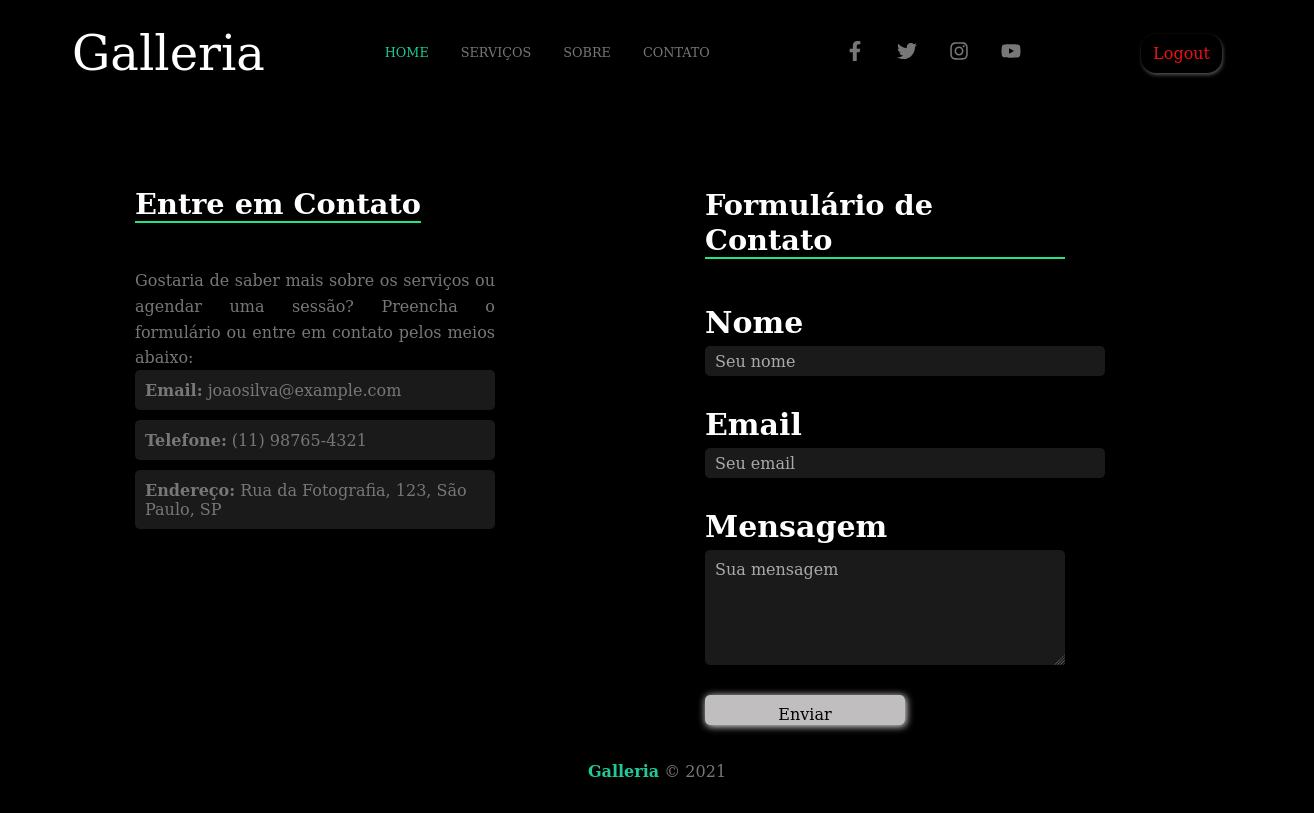 Galleria
HOME
SERVIÇOS
SOBRE
CONTATO
Logout
Entre em Contato
Gostaria de saber mais sobre os serviços ou
agendar uma sessão? Preencha o
formulário ou entre em contato pelos meios
abaixo:
Email: joaosilva@example.com
Telefone: (11) 98765-4321
Endereço: Rua da Fotografia, 123, São
Paulo, SP
Formulário de
Contato
Nome
Seu nome
Email
Seu email
Mensagem
Sua mensagem
Enviar
Galleria © 2021